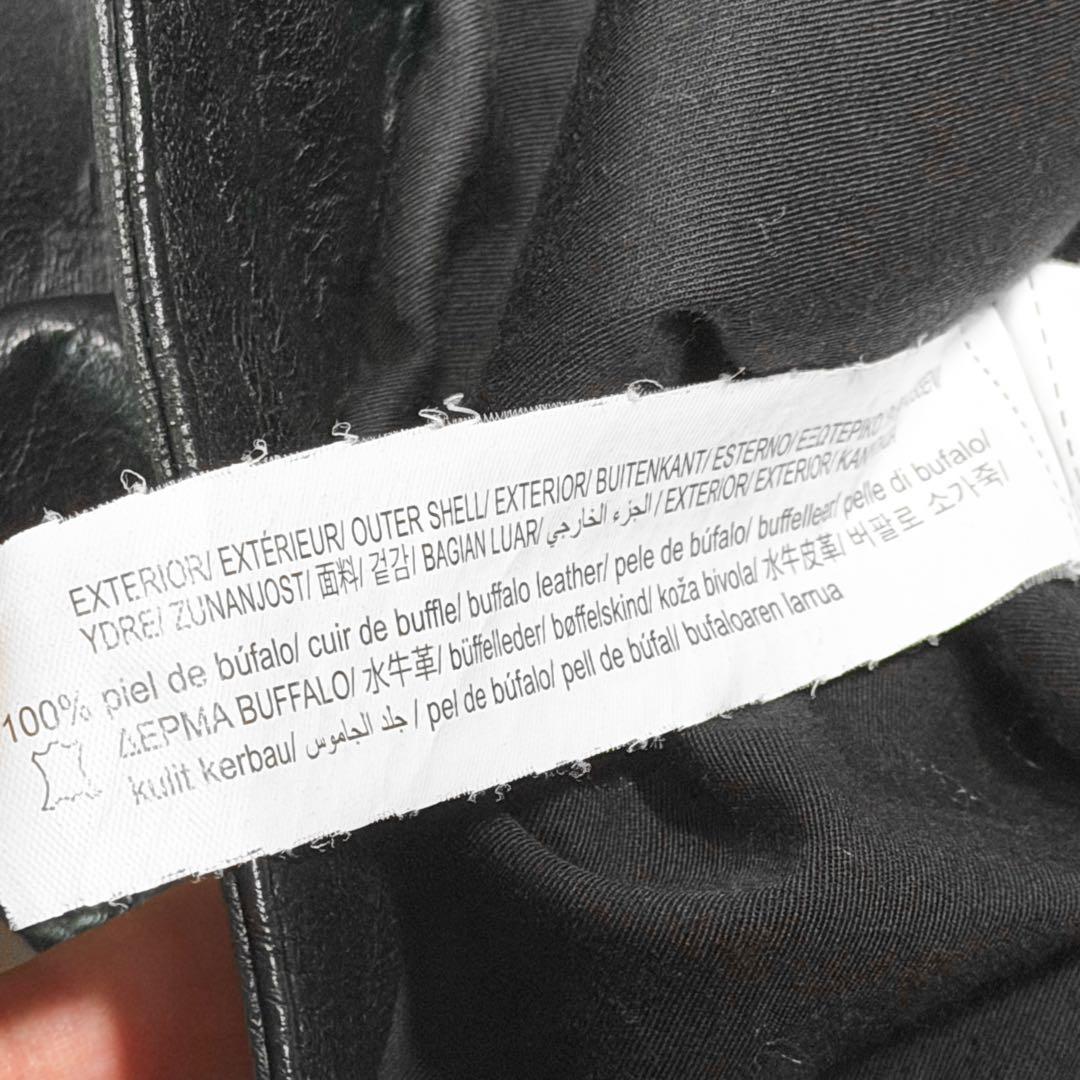 EXTERIOR/ EXTÉRIEUR/ OUTER SHELL/ EXTERIOR/ BUITENKANT/ ESTERNO/ ΕΞΩΤΕΡΙΚΟ
YDRE/ ZUNANJOST/ 面料/ 겉감/ BAGIAN LUAR/ الجزء الخارجي / EXTERIOR/ EXTERIOR/
100% piel de búfalo/ cuir de buffle/ buffalo leather/ pele de búfalo/ buffelleer/ pelle di bufalo/
ΔΕΡΜΑ BUFFALO/ 水牛革/ büffelleder/ bøffelskind/ koža bivola/ 水牛皮革/ 버팔로 소가죽/
kulit kerbau/ جلد الجاموس / pel de búfalo/ pell de búfal/ bufaloaren larrua